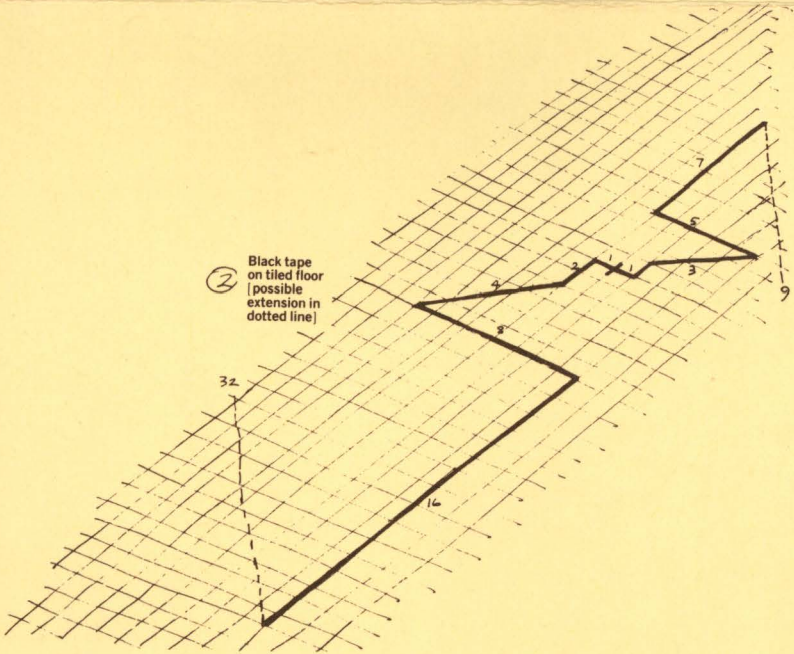 7
5
1
2
1
3
4
② Black tape
on tiled floor
[possible
extension in
dotted line]
9
8
32
16